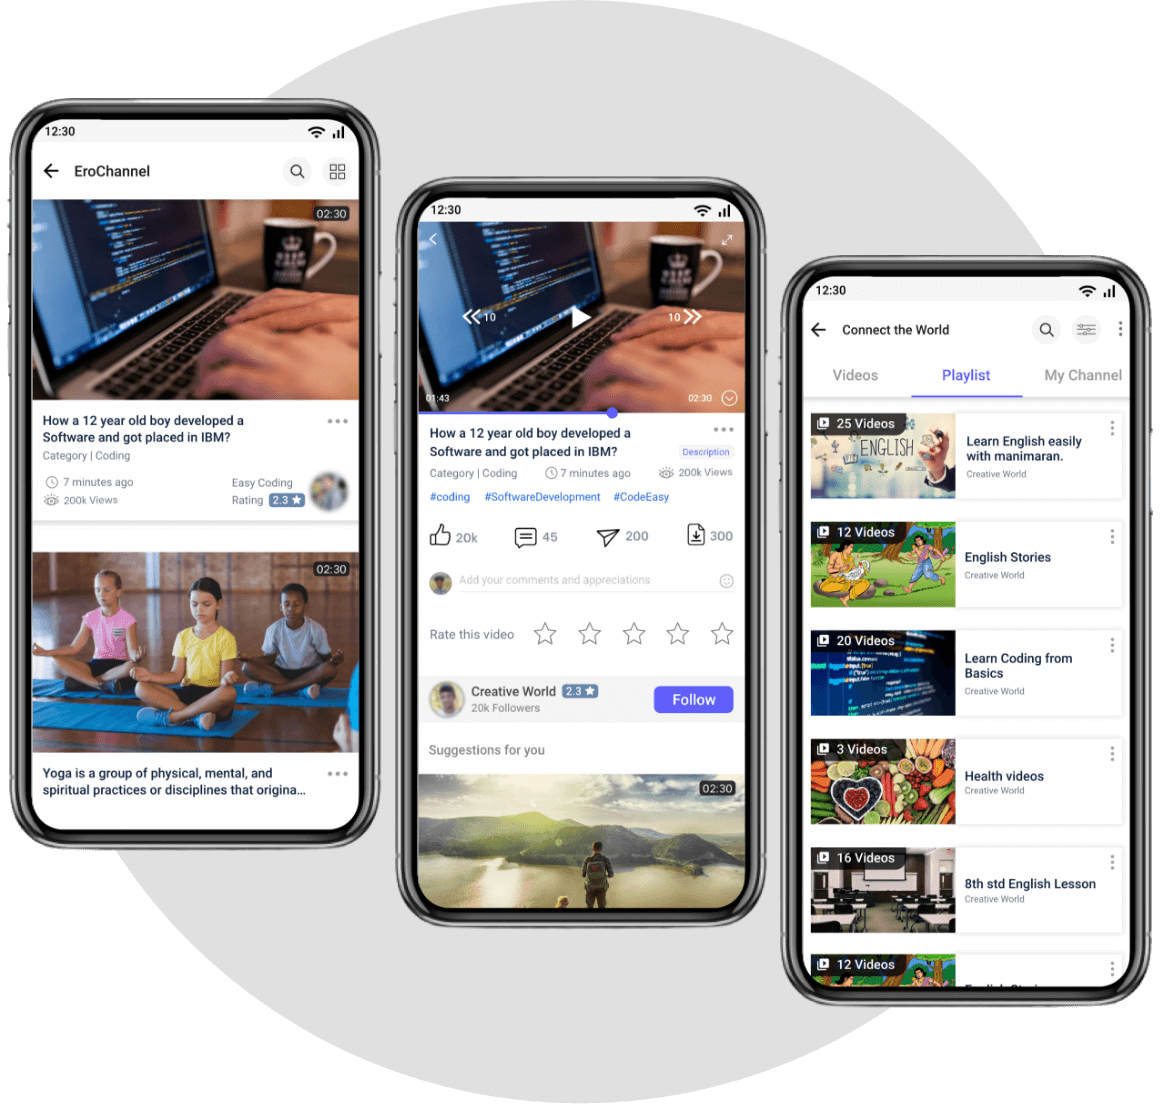 12:30
EroChannel
02:30
How a 12 year old boy developed a
Software and got placed in IBM?
Category | Coding
7 minutes ago
200k Views
Easy Coding
Rating 2.3
02:30
Yoga is a group of physical, mental, and
spiritual practices or disciplines that origina...
12:30
10
10
01:43
02:30
How a 12 year old boy developed a
Software and got placed in IBM?
Description
Category | Coding
7 minutes ago
200k Views
#coding #SoftwareDevelopment #CodeEasy
20k
45
200
300
Add your comments and appreciations
Rate this video
Creative World 2.3
20k Followers
Follow
Suggestions for you
02:30
12:30
Connect the World
Videos
Playlist
My Channel
25 Videos
ENGLISH
Learn English easily
with manimaran.
Creative World
12 Videos
English Stories
Creative World
20 Videos
Learn Coding from
Basics
Creative World
3 Videos
Health videos
Creative World
16 Videos
8th std English Lesson
Creative World
12 Videos